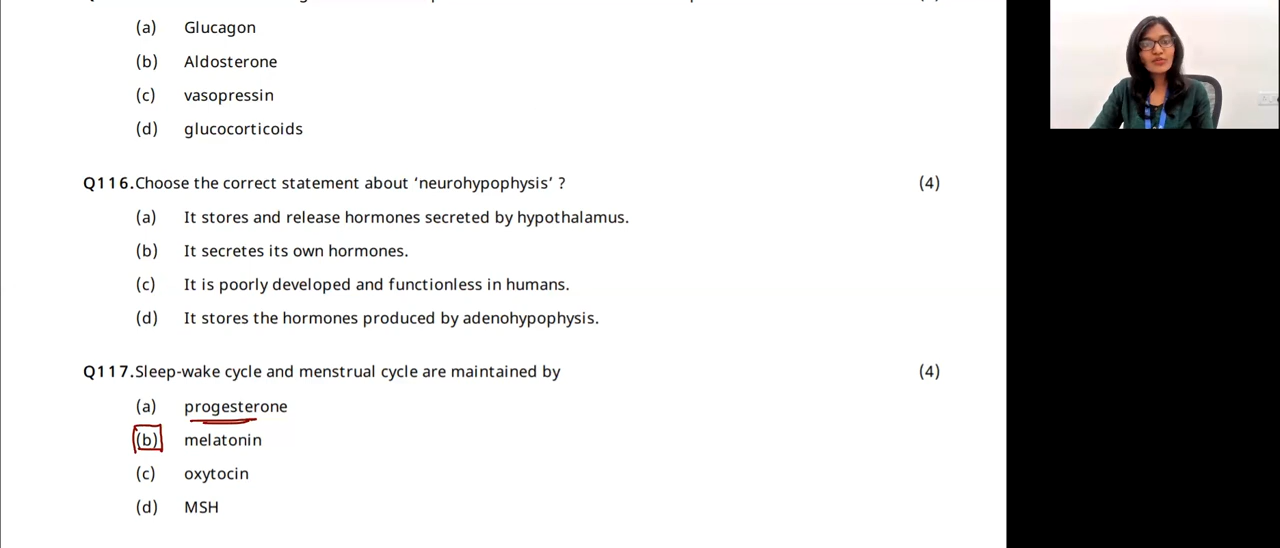 (a) Glucagon
(b) Aldosterone
(c) vasopressin
(d) glucocorticoids
Q116.Choose the correct statement about ‘neurohypophysis’ ? (4)
(a) It stores and release hormones secreted by hypothalamus.
(b) It secretes its own hormones.
(c) It is poorly developed and functionless in humans.
(d) It stores the hormones produced by adenohypophysis.
Q117.Sleep-wake cycle and menstrual cycle are maintained by (4)
(a) progesterone
(b) melatonin
(c) oxytocin
(d) MSH